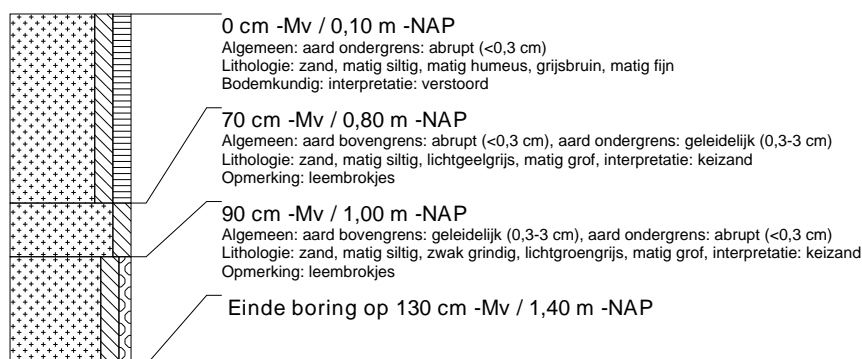 0 cm -Mv / 0,10 m -NAP
Algemeen: aard ondergrens: abrupt (<0,3 cm)
Lithologie: zand, matig siltig, matig humeus, grijsbruin, matig fijn
Bodemkundig: interpretatie: verstoord
70 cm -Mv / 0,80 m -NAP
Algemeen: aard bovengrens: abrupt (<0,3 cm), aard ondergrens: geleidelijk (0,3-3 cm)
Lithologie: zand, matig siltig, lichtgeelgrijs, matig grof, interpretatie: keizand
Opmerking: leembrokjes
90 cm -Mv / 1,00 m -NAP
Algemeen: aard bovengrens: geleidelijk (0,3-3 cm), aard ondergrens: abrupt (<0,3 cm)
Lithologie: zand, matig siltig, zwak grindig, lichtgroengrijs, matig grof, interpretatie: keizand
Opmerking: leembrokjes
Einde boring op 130 cm -Mv / 1,40 m -NAP